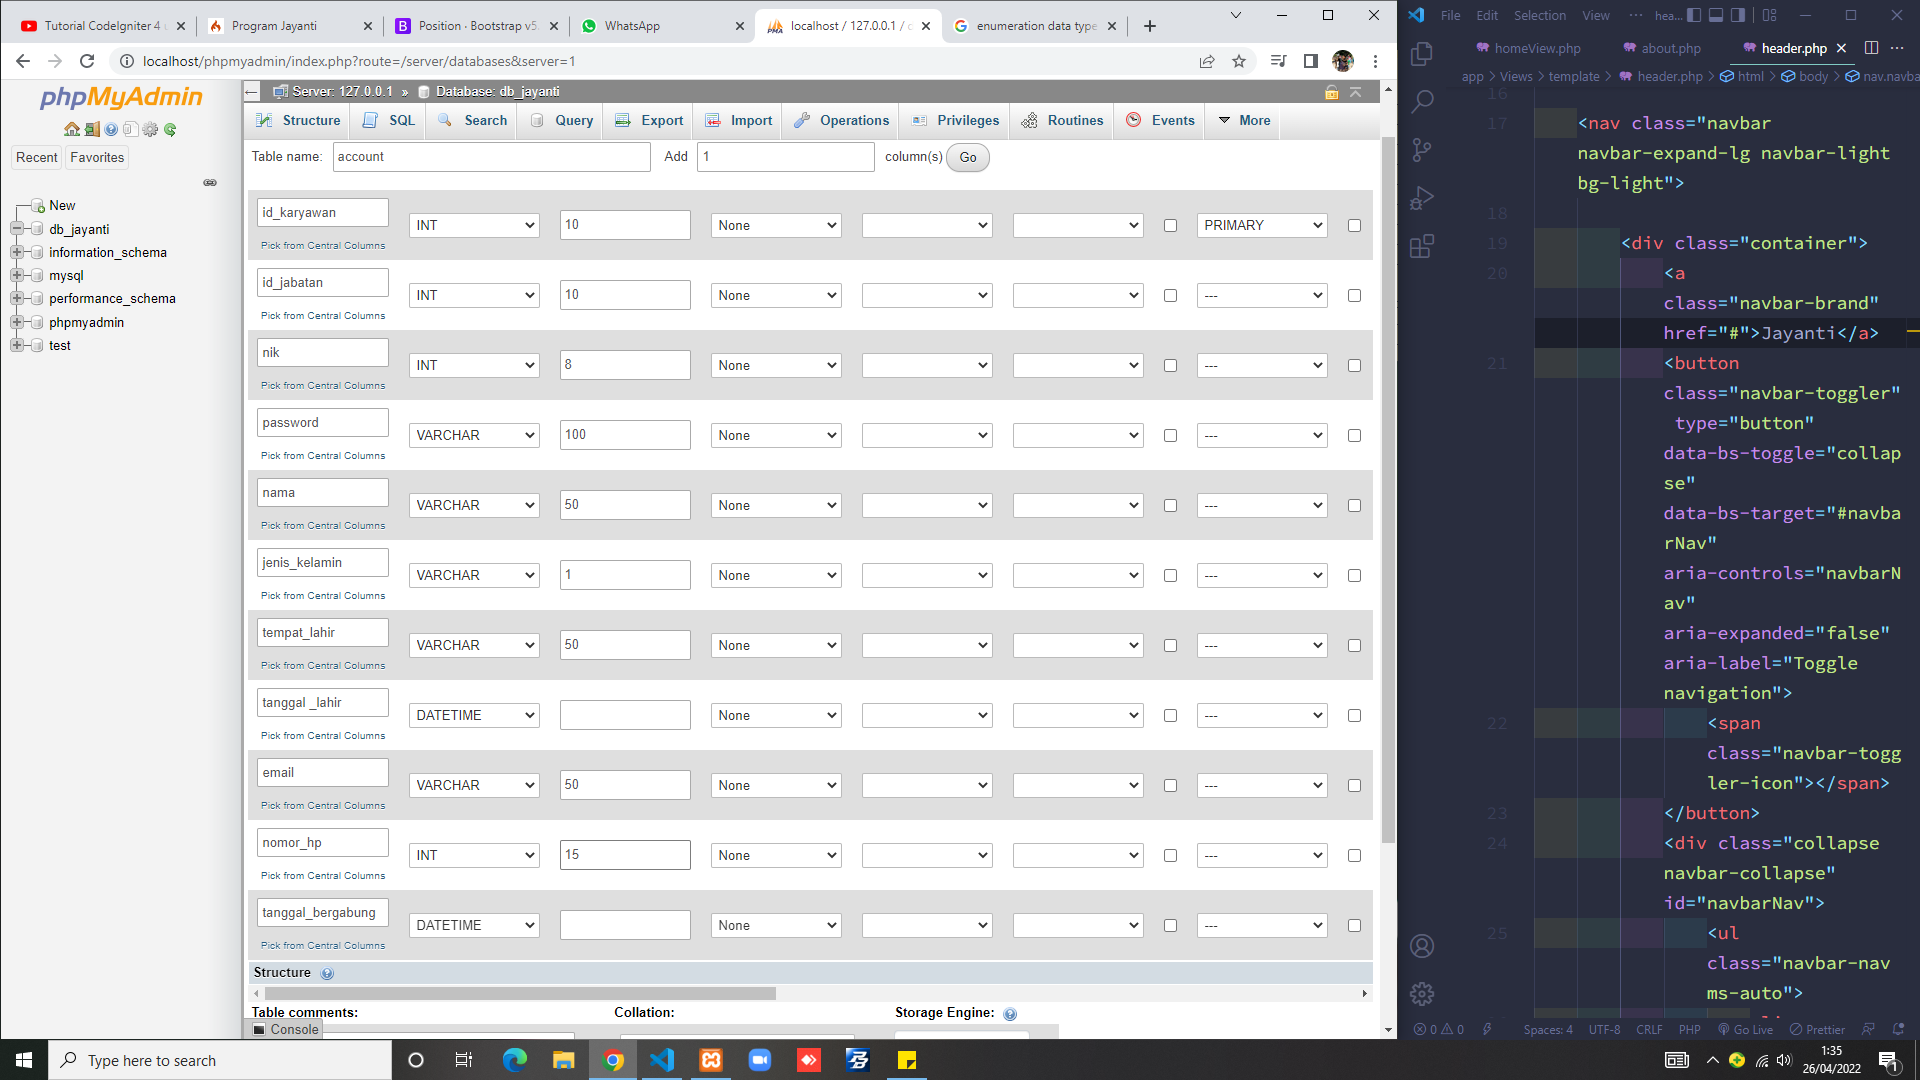 Tutorial CodeIgniter 4
Program Jayanti
Position · Bootstrap v5.
WhatsApp
localhost / 127.0.0.1 /
enumeration data type
localhost/phpmyadmin/index.php?route=/server/databases&server=1
phpMyAdmin
Recent
Favorites
New
db_jayanti
information_schema
mysql
performance_schema
phpmyadmin
test
Server: 127.0.0.1 » Database: db_jayanti
Structure
SQL
Search
Query
Export
Import
Operations
Privileges
Routines
Events
More
Table name: account Add 1 column(s) Go
id_karyawan INT 10 None PRIMARY
Pick from Central Columns
id_jabatan INT 10 None ---
Pick from Central Columns
nik INT 8 None ---
Pick from Central Columns
password VARCHAR 100 None ---
Pick from Central Columns
nama VARCHAR 50 None ---
Pick from Central Columns
jenis_kelamin VARCHAR 1 None ---
Pick from Central Columns
tempat_lahir VARCHAR 50 None ---
Pick from Central Columns
tanggal _lahir DATETIME None ---
Pick from Central Columns
email VARCHAR 50 None ---
Pick from Central Columns
nomor_hp INT 15 None ---
Pick from Central Columns
tanggal_bergabung DATETIME None ---
Pick from Central Columns
Structure
Table comments: Collation: Storage Engine:
Console
File Edit Selection View ··· hea...
homeView.php
about.php
header.php
app > Views > template > header.php > html > body > nav.navba
16
17 <nav class="navbar
navbar-expand-lg navbar-light
bg-light">
18
19 <div class="container">
20 <a
class="navbar-brand"
href="#">Jayanti</a>
21 <button
class="navbar-toggler"
type="button"
data-bs-toggle="collap
se"
data-bs-target="#navba
rNav"
aria-controls="navbarN
av"
aria-expanded="false"
aria-label="Toggle
navigation">
22 <span
class="navbar-togg
ler-icon"></span>
23 </button>
24 <div class="collapse
navbar-collapse"
id="navbarNav">
25 <ul
class="navbar-nav
ms-auto">
0 0 Spaces: 4 UTF-8 CRLF PHP Go Live Prettier
Type here to search
1:35
26/04/2022
1